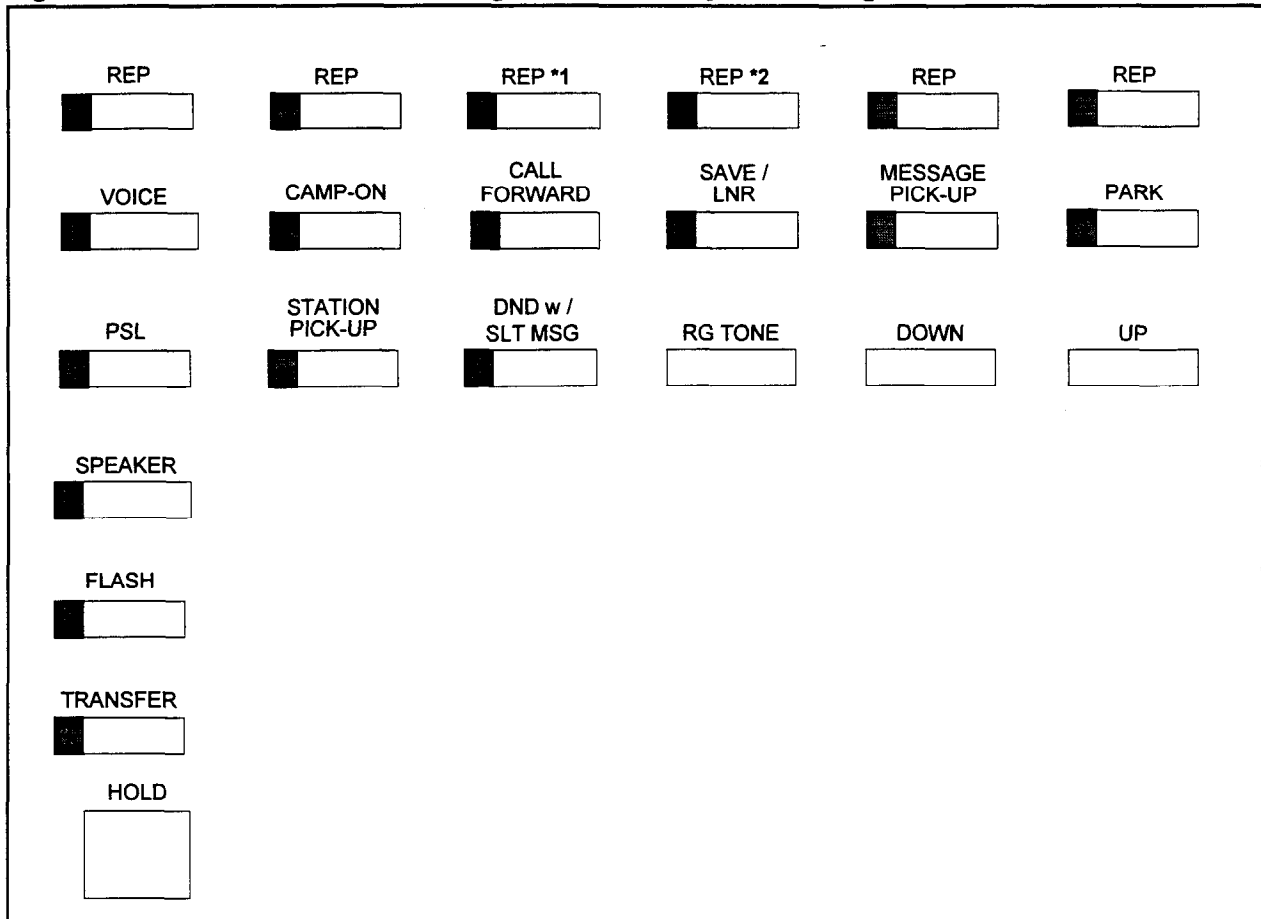 REP REP REP *1 REP *2 REP REP
VOICE CAMP-ON CALL FORWARD SAVE / LNR MESSAGE PICK-UP PARK
PSL STATION PICK-UP DND w / SLT MSG RG TONE DOWN UP
SPEAKER
FLASH
TRANSFER
HOLD